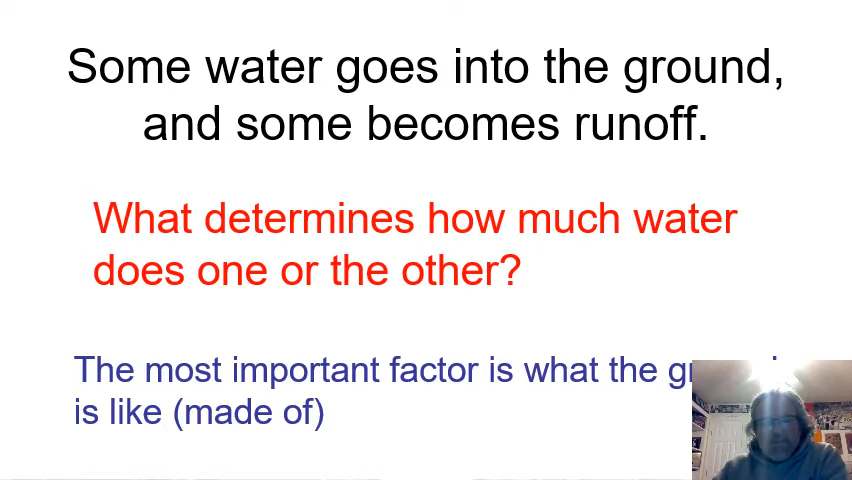 Some water goes into the ground,
and some becomes runoff.
What determines how much water
does one or the other?
The most important factor is what the
is like (made of)